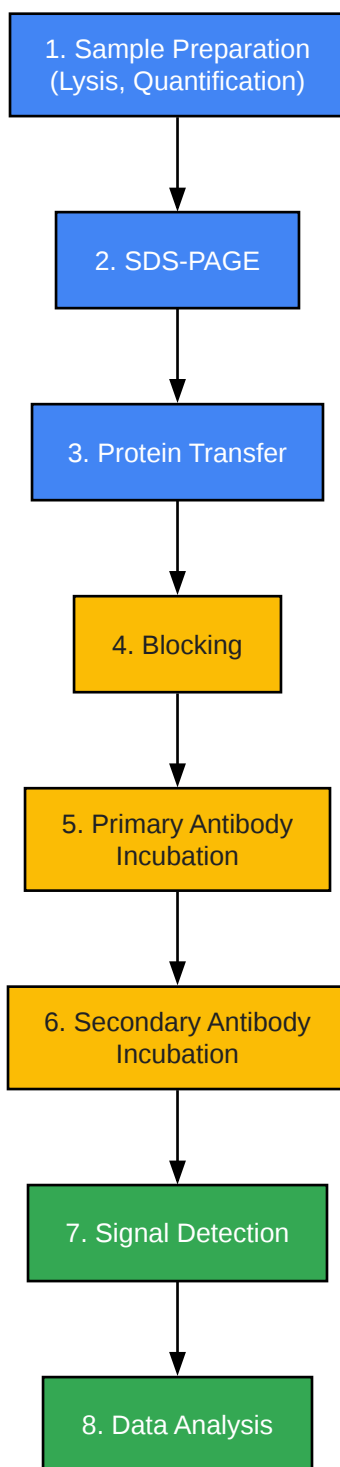 1. Sample Preparation
(Lysis, Quantification)
2. SDS-PAGE
3. Protein Transfer
4. Blocking
5. Primary Antibody
Incubation
6. Secondary Antibody
Incubation
7. Signal Detection
8. Data Analysis